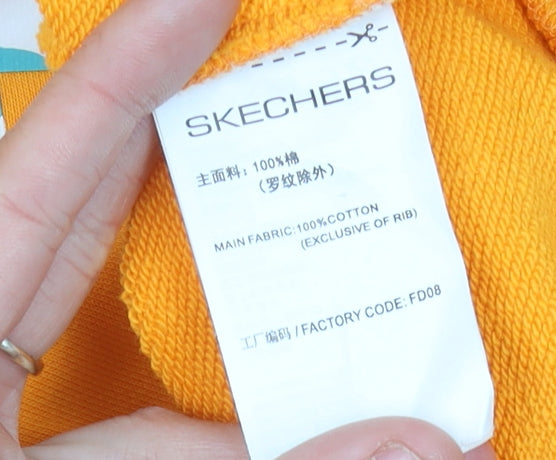 SKECHERS
主面料：100%棉
（罗纹除外）
MAIN FABRIC:100%COTTON
(EXCLUSIVE OF RIB)
工厂编码 / FACTORY CODE: FD08